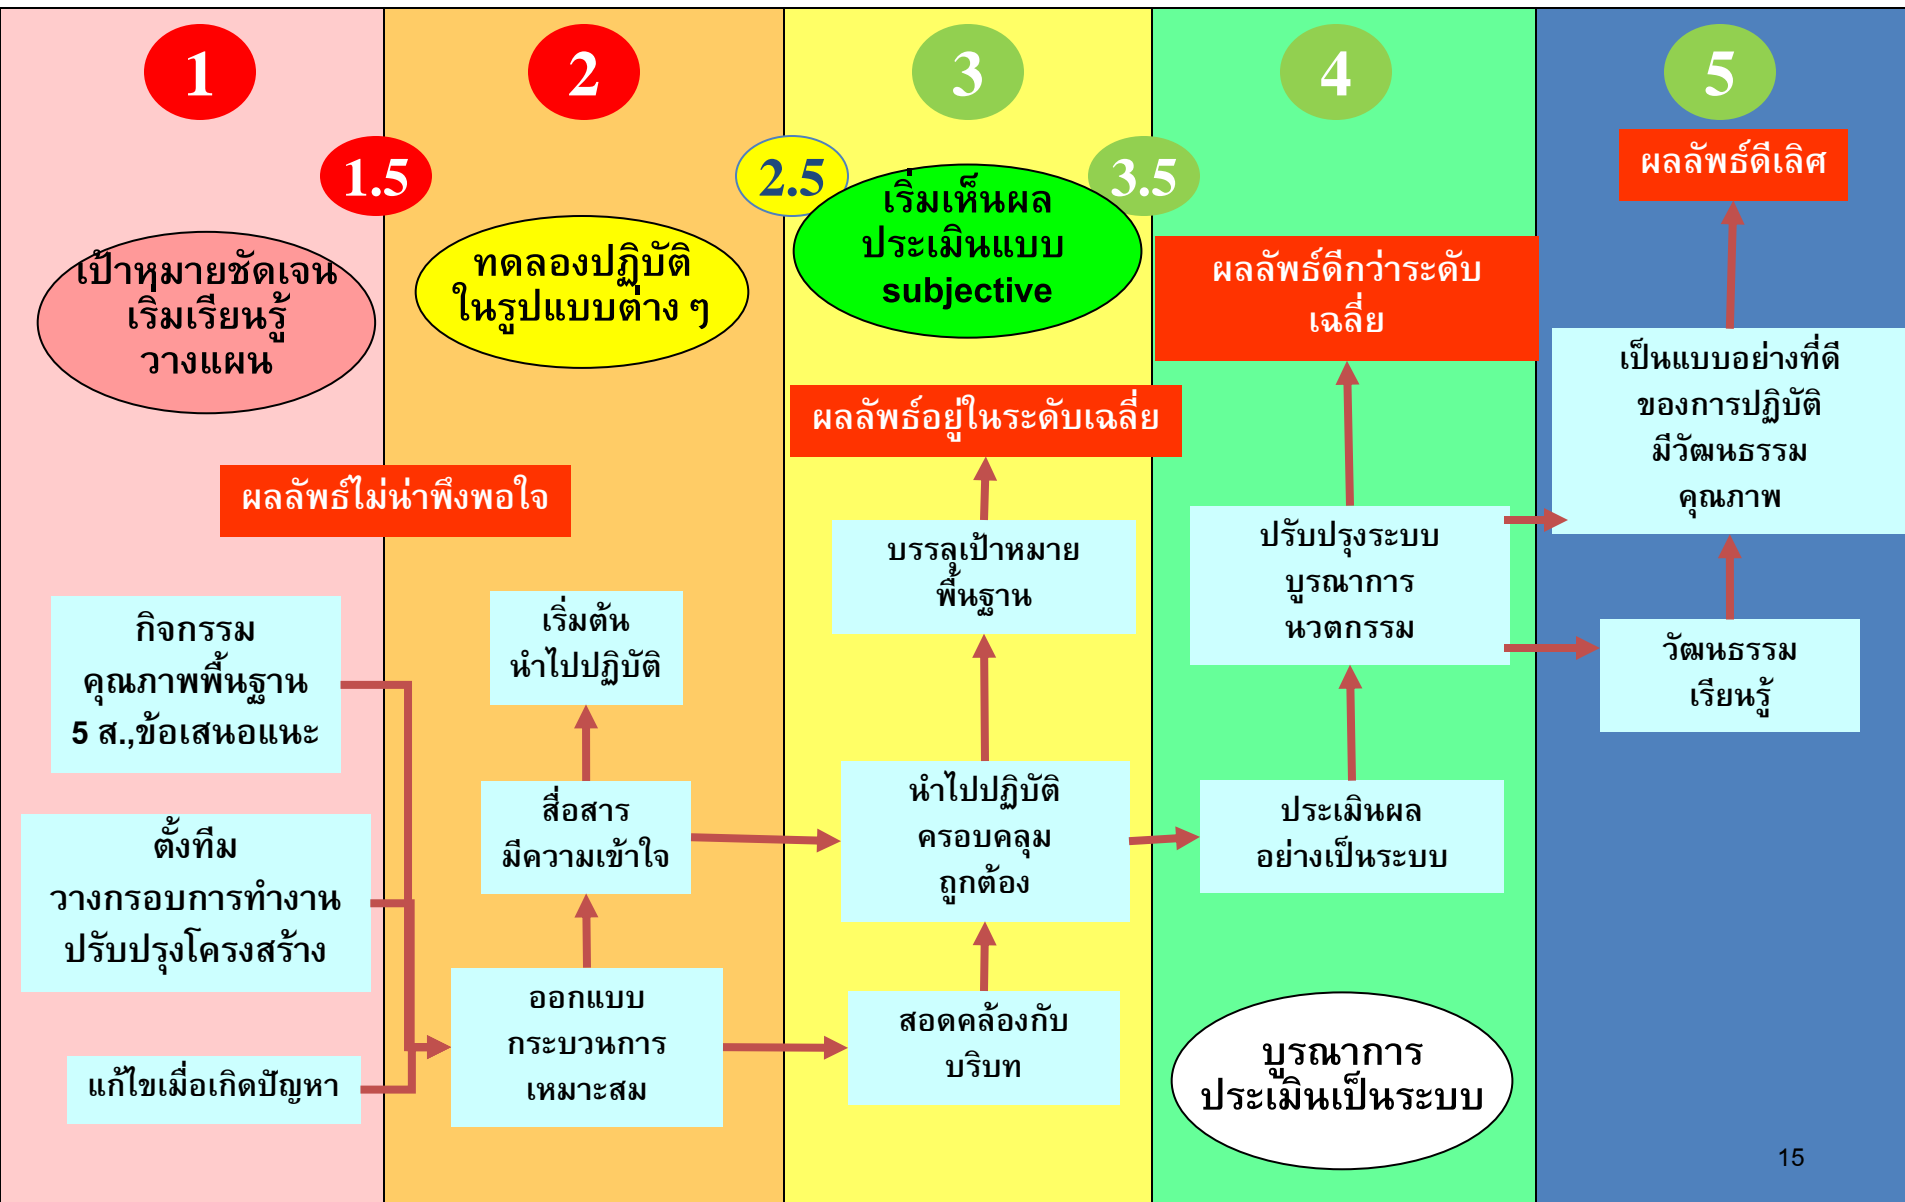 1
1.5
เป้าหมายชัดเจน
เริ่มเรียนรู้
วางแผน
ผลลัพธ์ไม่น่าพึงพอใจ
กิจกรรม
คุณภาพพื้นฐาน
5 ส.,ข้อเสนอแนะ
ตั้งทีม
วางกรอบการทำงาน
ปรับปรุงโครงสร้าง
แก้ไขเมื่อเกิดปัญหา
2
2.5
ทดลองปฏิบัติ
ในรูปแบบต่าง ๆ
เริ่มต้น
นำไปปฏิบัติ
สื่อสาร
มีความเข้าใจ
ออกแบบ
กระบวนการ
เหมาะสม
3
3.5
เริ่มเห็นผล
ประเมินแบบ
subjective
ผลลัพธ์อยู่ในระดับเฉลี่ย
บรรลุเป้าหมาย
พื้นฐาน
นำไปปฏิบัติ
ครอบคลุม
ถูกต้อง
สอดคล้องกับ
บริบท
4
ผลลัพธ์ดีกว่าระดับ
เฉลี่ย
ปรับปรุงระบบ
บูรณาการ
นวตกรรม
ประเมินผล
อย่างเป็นระบบ
บูรณาการ
ประเมินเป็นระบบ
5
ผลลัพธ์ดีเลิศ
เป็นแบบอย่างที่ดี
ของการปฏิบัติ
มีวัฒนธรรม
คุณภาพ
วัฒนธรรม
เรียนรู้
15